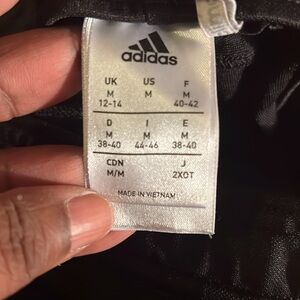 adidas
UK US F
M M M
12-14 40-42
D I E
M M M
38-40 44-46 38-40
CDN J
M/M 2XOT
MADE IN VIETNAM